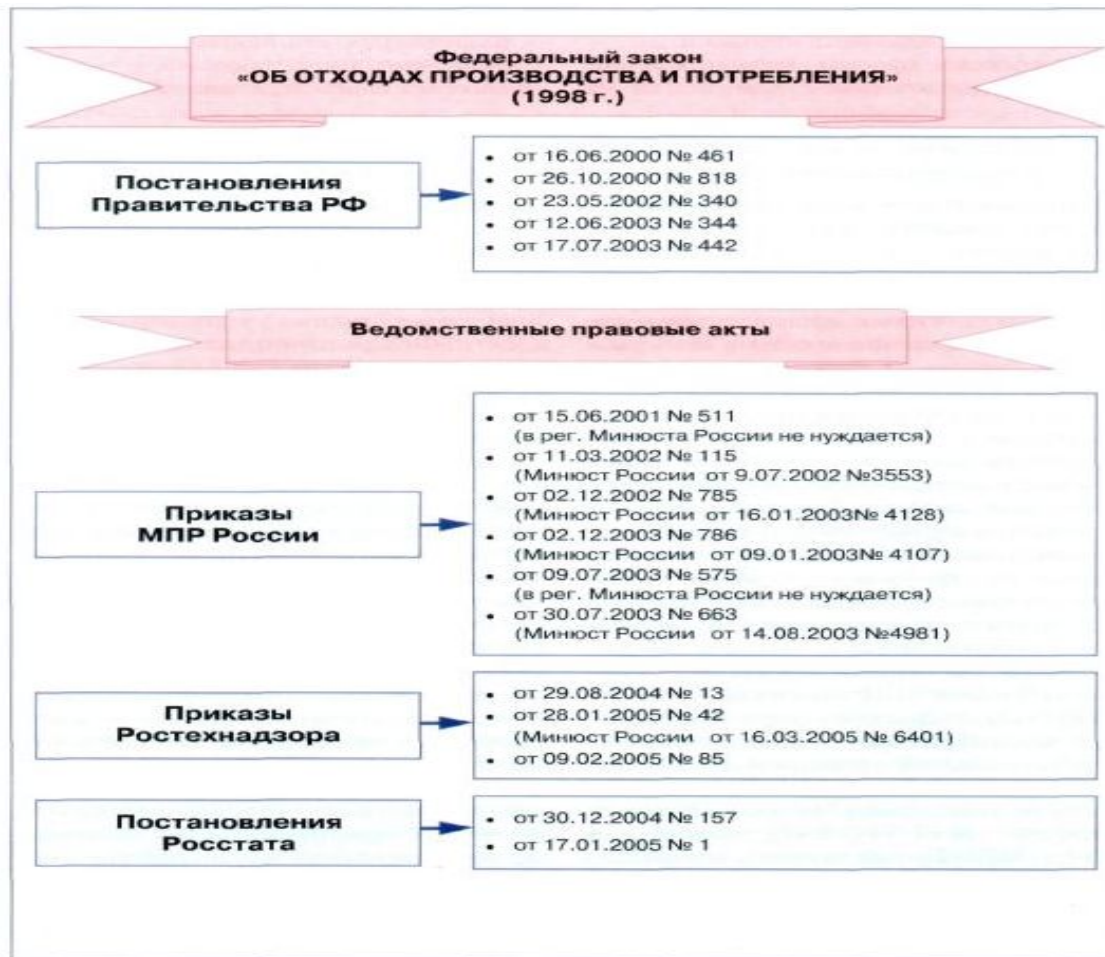 Федеральный закон
«ОБ ОТХОДАХ ПРОИЗВОДСТВА И ПОТРЕБЛЕНИЯ»
(1998 г.)
Постановления
Правительства РФ
• от 16.06.2000 № 461
• от 26.10.2000 № 818
• от 23.05.2002 № 340
• от 12.06.2003 № 344
• от 17.07.2003 № 442
Ведомственные правовые акты
Приказы
МПР России
• от 15.06.2001 № 511
(в рег. Минюста России не нуждается)
• от 11.03.2002 № 115
(Минюст России от 9.07.2002 №3553)
• от 02.12.2002 № 785
(Минюст России от 16.01.2003№ 4128)
• от 02.12.2003 № 786
(Минюст России от 09.01.2003№ 4107)
• от 09.07.2003 № 575
(в рег. Минюста России не нуждается)
• от 30.07.2003 № 663
(Минюст России от 14.08.2003 №4981)
Приказы
Ростехнадзора
• от 29.08.2004 № 13
• от 28.01.2005 № 42
(Минюст России от 16.03.2005 № 6401)
• от 09.02.2005 № 85
Постановления
Росстата
• от 30.12.2004 № 157
• от 17.01.2005 № 1